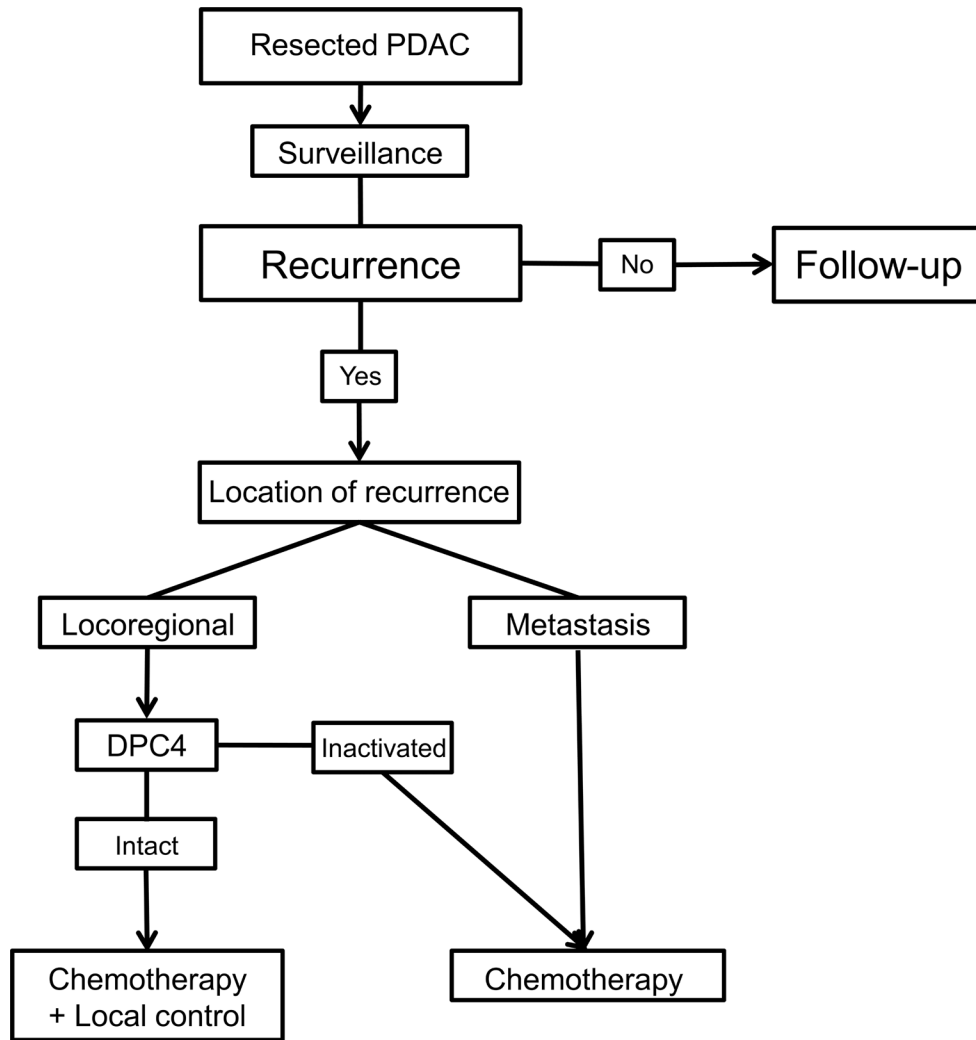 Resected PDAC
Surveillance
Recurrence
No
Follow-up
Yes
Location of recurrence
Locoregional
Metastasis
DPC4
Inactivated
Intact
Chemotherapy
+ Local control
Chemotherapy